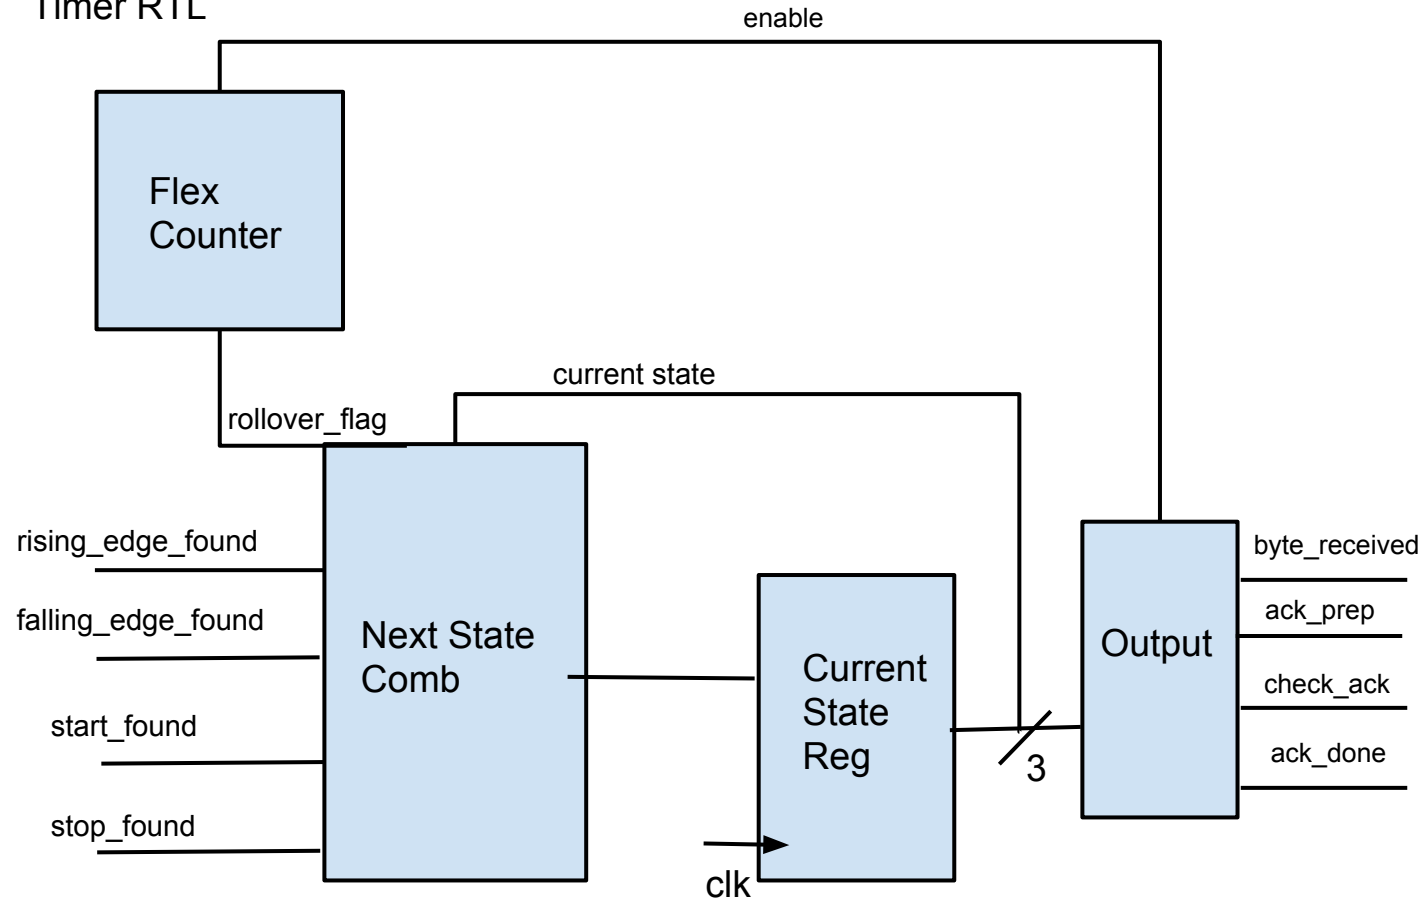 Timer RTL
enable
Flex
Counter
current state
rollover_flag
rising_edge_found
falling_edge_found
start_found
stop_found
Next State
Comb
Current
State
Reg
clk
3
Output
byte_received
ack_prep
check_ack
ack_done